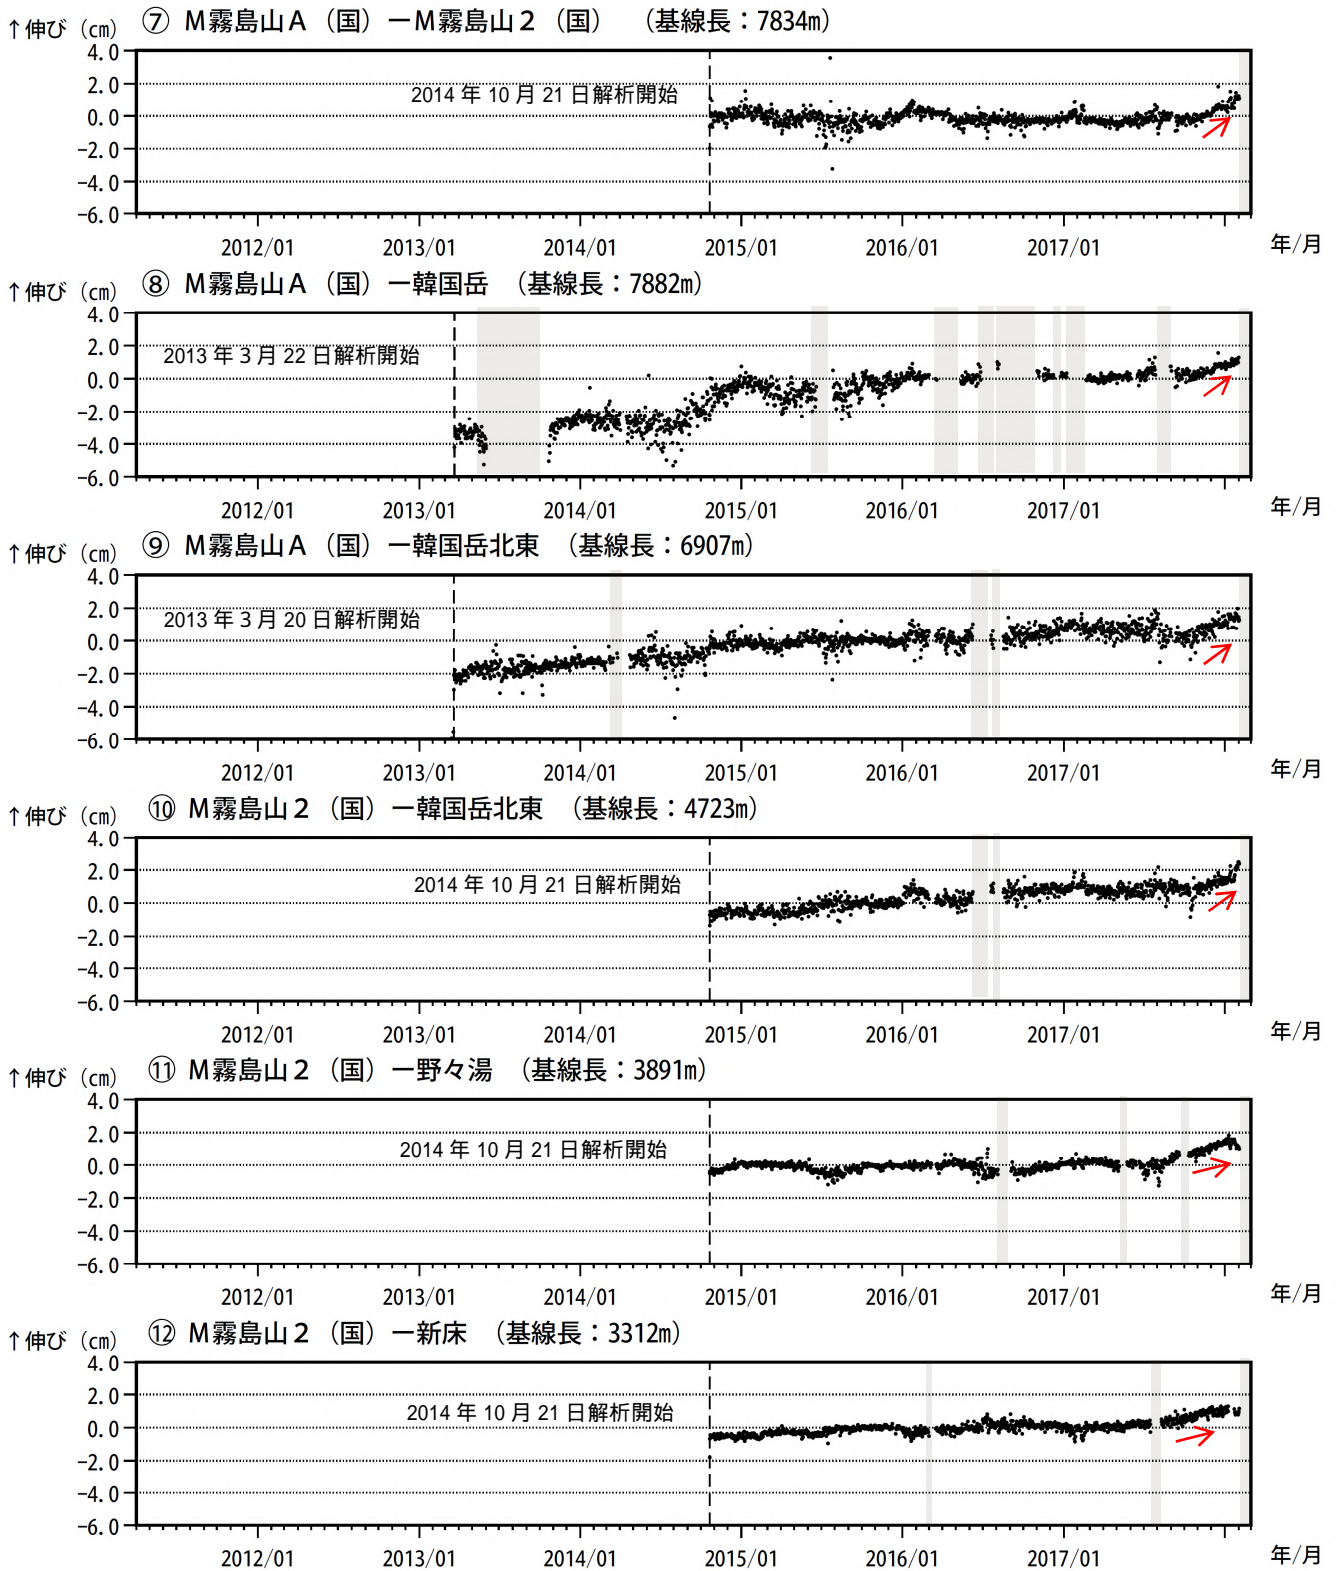 ⑦ M霧島山A（国）ーM霧島山2（国）　（基線長：7834m）
↑伸び（cm）
4.0
2.0
0.0
-2.0
-4.0
-6.0
2014 年 10 月 21 日解析開始
2012/01 2013/01 2014/01 2015/01 2016/01 2017/01 年/月
⑧ M霧島山A（国）ー韓国岳　（基線長：7882m）
↑伸び（cm）
4.0
2.0
0.0
-2.0
-4.0
-6.0
2013 年 3 月 22 日解析開始
2012/01 2013/01 2014/01 2015/01 2016/01 2017/01 年/月
⑨ M霧島山A（国）ー韓国岳北東　（基線長：6907m）
↑伸び（cm）
4.0
2.0
0.0
-2.0
-4.0
-6.0
2013 年 3 月 20 日解析開始
2012/01 2013/01 2014/01 2015/01 2016/01 2017/01 年/月
⑩ M霧島山2（国）ー韓国岳北東　（基線長：4723m）
↑伸び（cm）
4.0
2.0
0.0
-2.0
-4.0
-6.0
2014 年 10 月 21 日解析開始
2012/01 2013/01 2014/01 2015/01 2016/01 2017/01 年/月
⑪ M霧島山2（国）ー野々湯　（基線長：3891m）
↑伸び（cm）
4.0
2.0
0.0
-2.0
-4.0
-6.0
2014 年 10 月 21 日解析開始
2012/01 2013/01 2014/01 2015/01 2016/01 2017/01 年/月
⑫ M霧島山2（国）ー新床　（基線長：3312m）
↑伸び（cm）
4.0
2.0
0.0
-2.0
-4.0
-6.0
2014 年 10 月 21 日解析開始
2012/01 2013/01 2014/01 2015/01 2016/01 2017/01 年/月